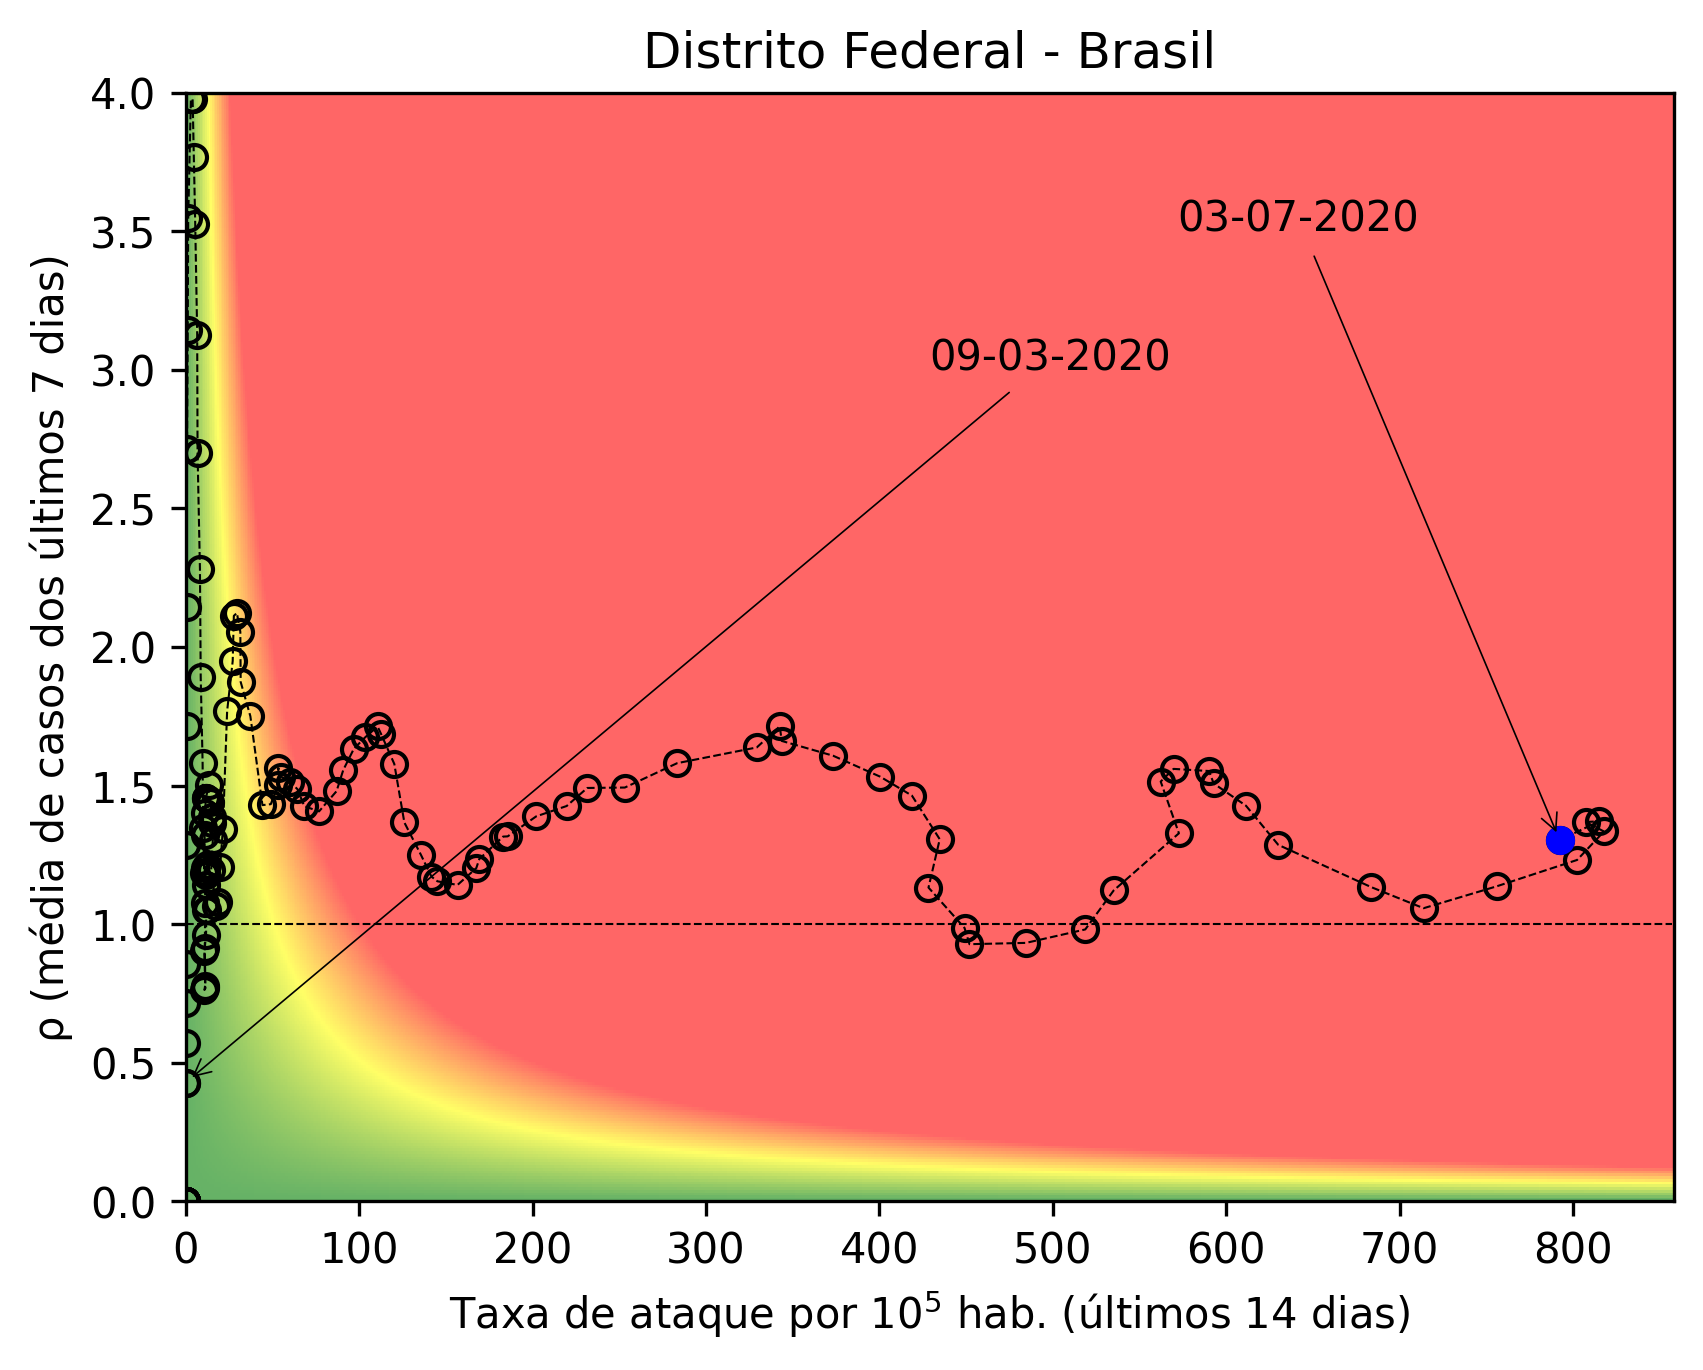 Distrito Federal - Brasil
4.0
3.5
3.0
2.5
2.0
1.5
1.0
0.5
0.0
ρ (média de casos dos últimos 7 dias)
03-07-2020
09-03-2020
0 100 200 300 400 500 600 700 800
Taxa de ataque por 10⁵ hab. (últimos 14 dias)